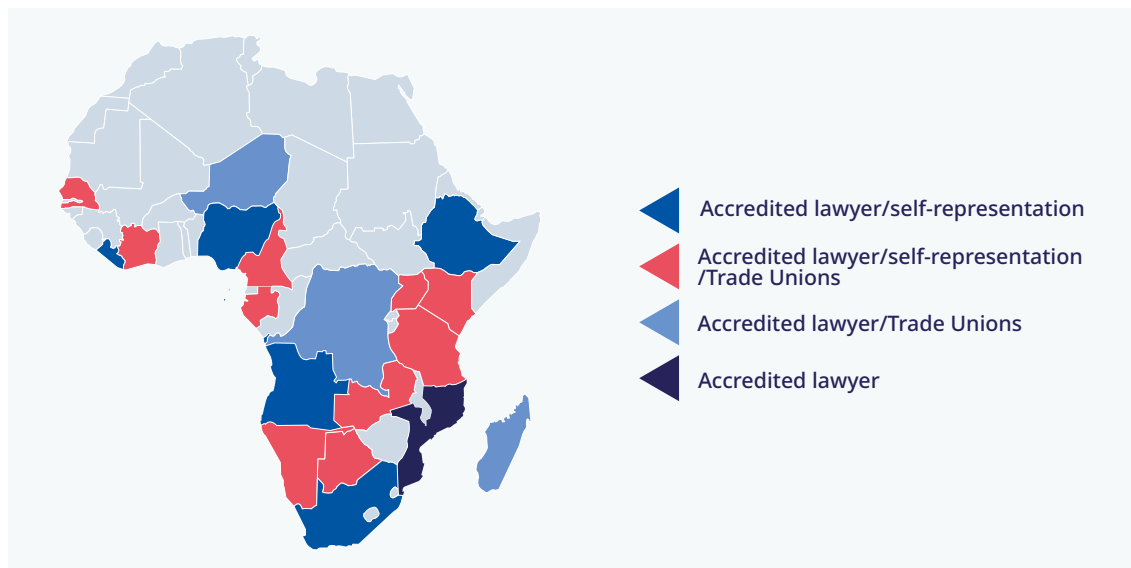 Accredited lawyer/self-representation
Accredited lawyer/self-representation
/Trade Unions
Accredited lawyer/Trade Unions
Accredited lawyer